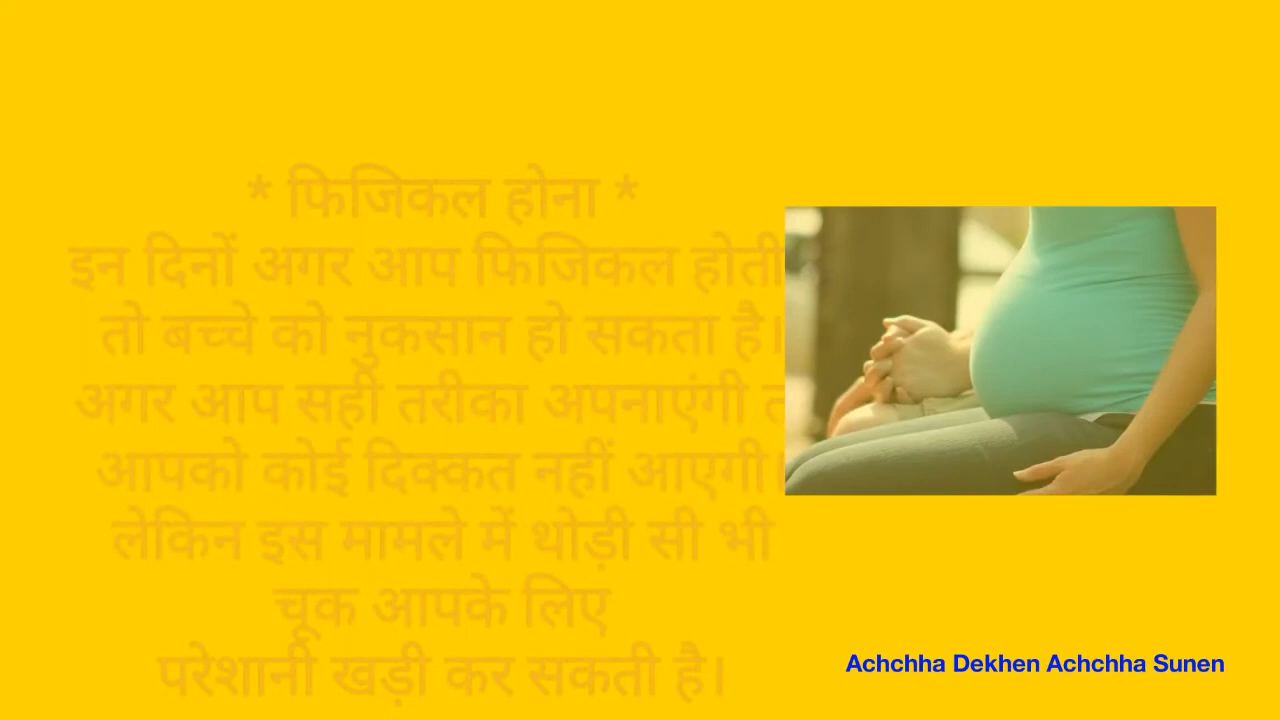 * फिजिकल होना *
इन दिनों अगर आप फिजिकल होती
तो बच्चे को नुकसान हो सकता है।
अगर आप सही तरीका अपनाएंगी
आपको कोई दिक्कत नहीं आएगी
लेकिन इस मामले में थोड़ी सी भी
चूक आपके लिए
परेशानी खड़ी कर सकती है।
Achchha Dekhen Achchha Sunen